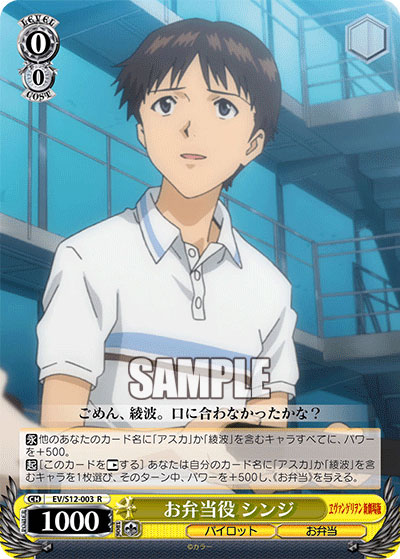 LEVEL
0
0
COST
SAMPLE
ごめん、綾波。口に合わなかったかな？
永他のあなたのカード名に「アスカ」か「綾波」を含むキャラすべてに、パワーを+500。
起［このカードをする］ あなたは自分のカード名に「アスカ」か「綾波」を含むキャラを1枚選び、そのターン中、パワーを+500し、《お弁当》を与える。
CH EV/S12-003 R
お弁当役 シンジ
ヱヴァンゲリヲン 新劇場版
1000
パイロット
お弁当
©カラー